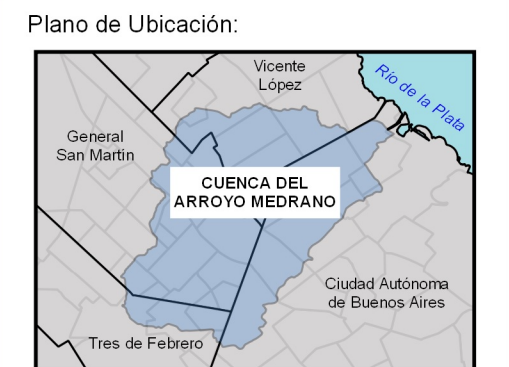 Plano de Ubicación:
Vicente
López
Río de la Plata
General
San Martín
CUENCA DEL
ARROYO MEDRANO
Ciudad Autónoma
de Buenos Aires
Tres de Febrero